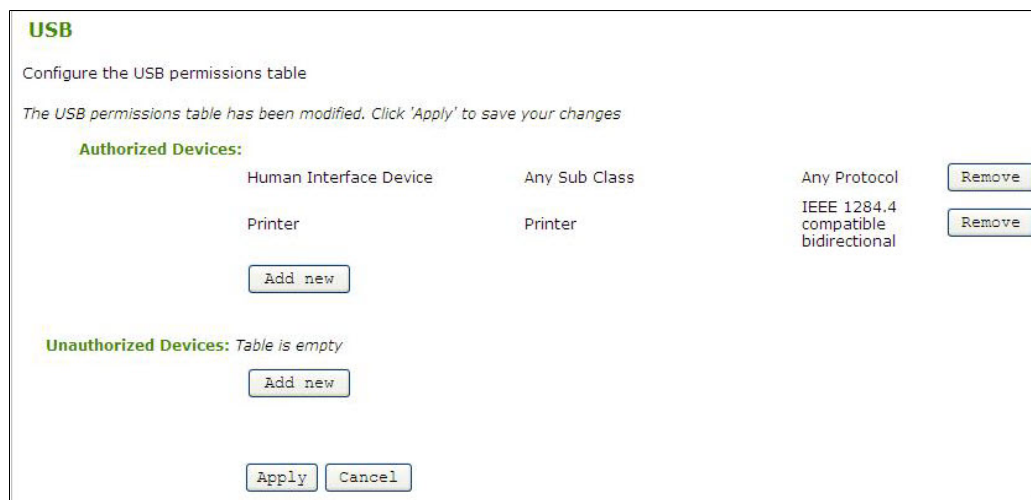 USB
Configure the USB permissions table
The USB permissions table has been modified. Click 'Apply' to save your changes
Authorized Devices:
Human Interface Device Any Sub Class Any Protocol Remove
Printer Printer IEEE 1284.4 compatible bidirectional Remove
Add new
Unauthorized Devices: Table is empty
Add new
Apply Cancel